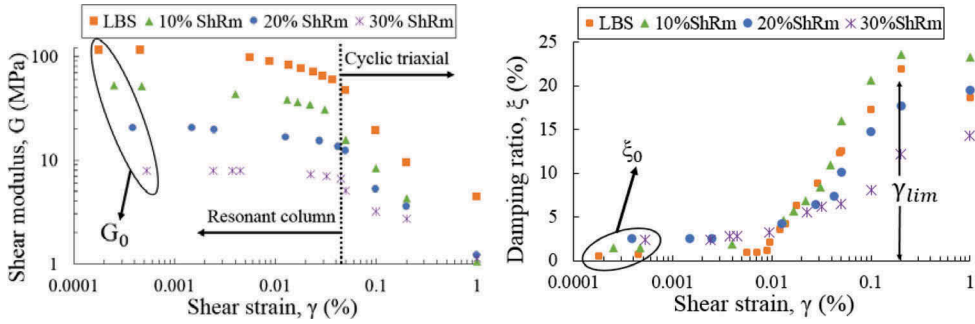 LBS 10% ShRm 20% ShRm 30% ShRm
Shear modulus, G (MPa)
100
10
1
Cyclic triaxial
Resonant column
G0
0.0001 0.001 0.01 0.1 1
Shear strain, γ (%)
LBS 10%ShRm 20%ShRm 30%ShRm
Damping ratio, ξ (%)
25
20
15
10
5
0
ξ0
γlim
0.0001 0.001 0.01 0.1 1
Shear strain, γ (%)